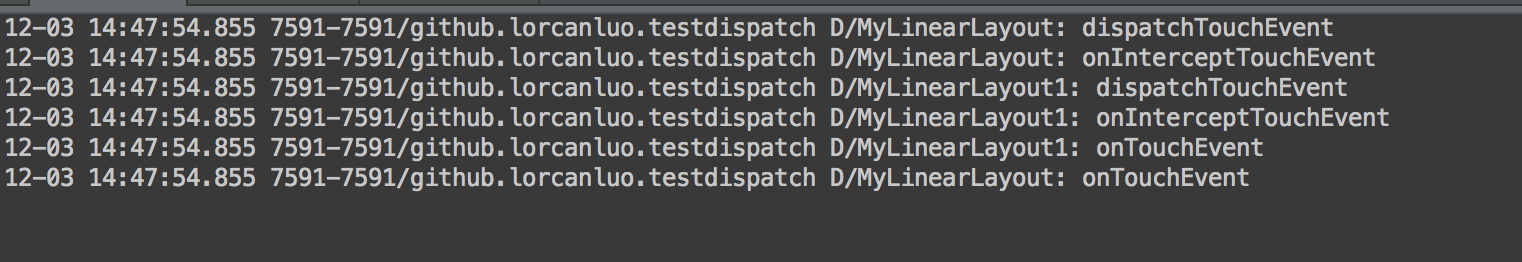 12-03 14:47:54.855 7591-7591/github.lorcanluo.testdispatch D/MyLinearLayout: dispatchTouchEvent
12-03 14:47:54.855 7591-7591/github.lorcanluo.testdispatch D/MyLinearLayout: onInterceptTouchEvent
12-03 14:47:54.855 7591-7591/github.lorcanluo.testdispatch D/MyLinearLayout1: dispatchTouchEvent
12-03 14:47:54.855 7591-7591/github.lorcanluo.testdispatch D/MyLinearLayout1: onInterceptTouchEvent
12-03 14:47:54.855 7591-7591/github.lorcanluo.testdispatch D/MyLinearLayout1: onTouchEvent
12-03 14:47:54.855 7591-7591/github.lorcanluo.testdispatch D/MyLinearLayout: onTouchEvent